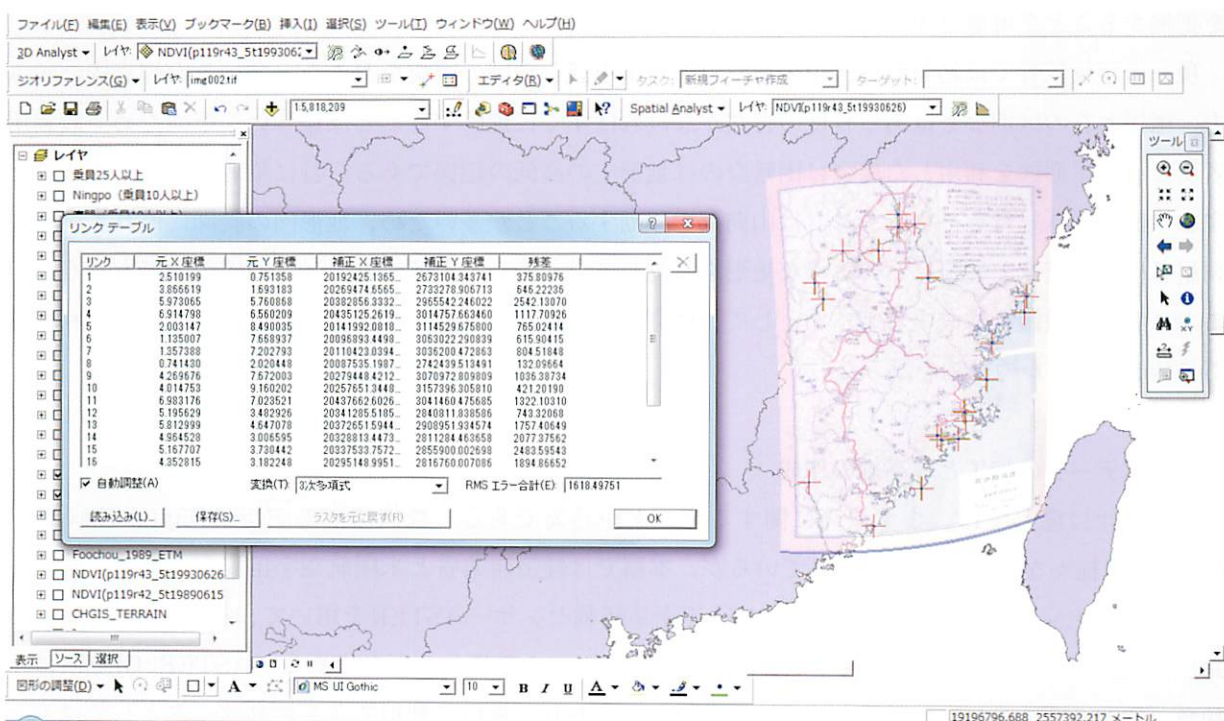 ファイル(F) 編集(E) 表示(V) ブックマーク(B) 挿入(I) 選択(S) ツール(T) ウィンドウ(W) ヘルプ(H)
3D Analyst レイヤ: NDVI(p119r43_5t1993062
ジオリファレンス(G) レイヤ: img002.tif エディタ(R) タスク: 新規フィーチャ作成 ターゲット:
1:5,818,209 Spatial Analyst レイヤ: NDVI(p119r43_5t19930626)
レイヤ
乗員25人以上
Ningpo (乗員10人以上)
ツール
リンク テーブル
リンク 元 X 座標 元 Y 座標 補正 X 座標 補正 Y 座標 残差
1 2.510199 0.751358 20192425.1365... 2673104.343741 375.80976
2 3.866619 1.693183 20269474.6565... 2733278.906713 646.22236
3 5.973065 5.760868 20382856.3332... 2965542.246022 2542.13070
4 6.914798 6.560209 20435125.2619... 3014757.663460 1117.70926
5 2.003147 8.490035 20141992.0818... 3114529.675800 765.02414
6 1.135007 7.668937 20096893.4498... 3063022.290839 615.90415
7 1.357388 7.202793 20110423.0394... 3036200.472863 804.51848
8 0.741430 2.020448 20087535.1987... 2742439.513491 132.09664
9 4.269676 7.672003 20279448.4212... 3070972.809809 1036.38734
10 4.014753 9.160202 20257651.3448... 3157396.305810 421.20190
11 6.983176 7.023521 20437662.6026... 3041460.475685 1322.10310
12 5.195629 3.482926 20341285.5185... 2840811.838586 743.32068
13 5.812999 4.647078 20372651.5944... 2908951.934574 1757.40649
14 4.964528 3.006595 20328813.4473... 2811284.463658 2077.37562
15 5.167707 3.730442 20337533.7572... 2855900.002698 2483.59543
16 4.352815 3.182248 20295148.9951... 2816760.007086 1894.86652
自動調整(A) 変換(T): 3次多項式 RMS エラー合計(E): 1618.49751
読み込み(L)... 保存(S)... ラスタを元に戻す(R) OK
Foochou_1989_ETM
NDVI(p119r43_5t19930626
NDVI(p119r42_5t19890615
CHGIS_TERRAIN
表示 ソース 選択
図形の調整(D) A MS UI Gothic 10 B I U A
19196796.688 2557392.217 メートル